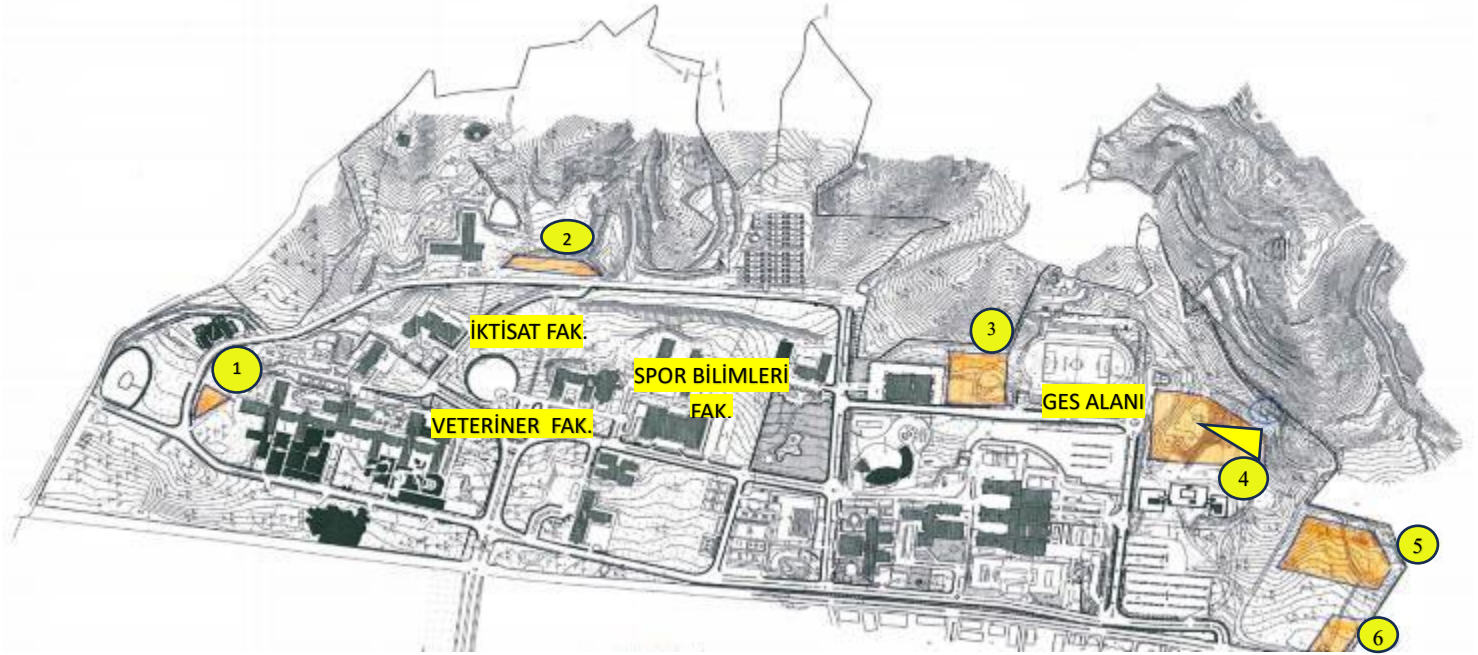 2
İKTİSAT FAK.
3
1
SPOR BİLİMLERİ
FAK.
GES ALANI
VETERİNER  FAK.
4
5
6